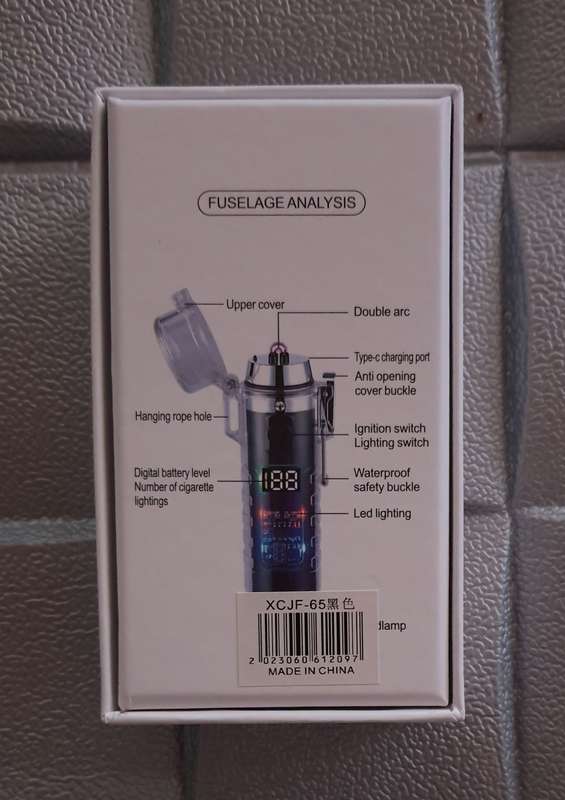 FUSELAGE ANALYSIS
Upper cover
Double arc
Type-c charging port
Anti opening
cover buckle
Hanging rope hole
Ignition switch
Lighting switch
Digital battery level
Number of cigarette
lightings
Waterproof
safety buckle
188
Led lighting
XCJF-65黑色
dlamp
2 023060 612097
MADE IN CHINA